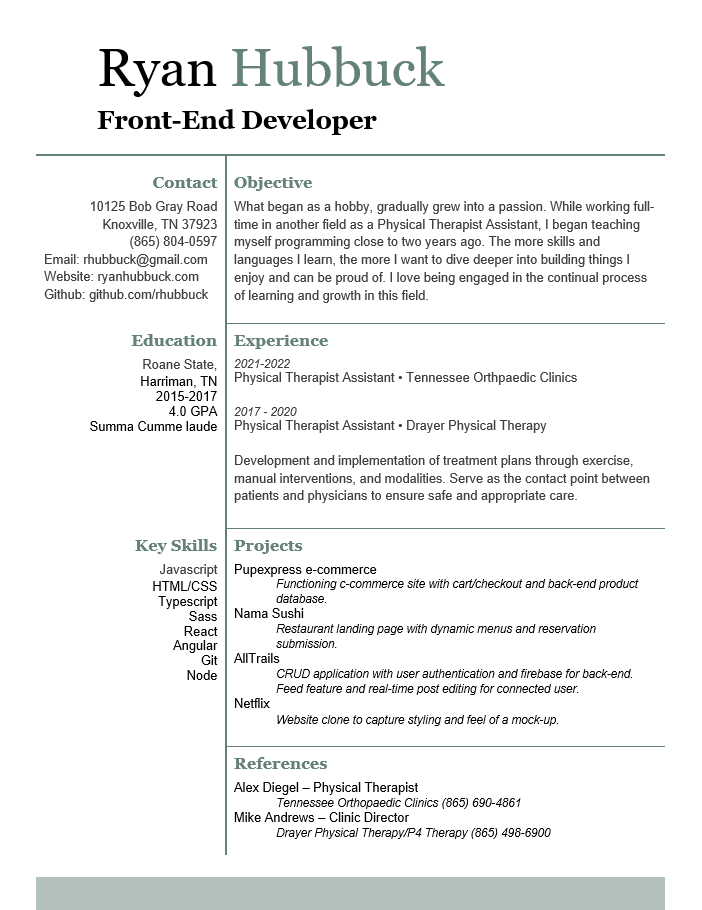 Ryan Hubbuck
Front-End Developer
Contact
10125 Bob Gray Road
Knoxville, TN 37923
(865) 804-0597
Email: rhubbuck@gmail.com
Website: ryanhubbuck.com
Github: github.com/rhubbuck
Objective
What began as a hobby, gradually grew into a passion. While working full-
time in another field as a Physical Therapist Assistant, I began teaching
myself programming close to two years ago. The more skills and
languages I learn, the more I want to dive deeper into building things I
enjoy and can be proud of. I love being engaged in the continual process
of learning and growth in this field.
Education
Roane State,
Harriman, TN
2015-2017
4.0 GPA
Summa Cumme laude
Experience
2021-2022
Physical Therapist Assistant • Tennessee Orthpaedic Clinics
2017 - 2020
Physical Therapist Assistant • Drayer Physical Therapy
Development and implementation of treatment plans through exercise,
manual interventions, and modalities. Serve as the contact point between
patients and physicians to ensure safe and appropriate care.
Key Skills
Javascript
HTML/CSS
Typescript
Sass
React
Angular
Git
Node
Projects
Pupexpress e-commerce
Functioning c-commerce site with cart/checkout and back-end product
database.
Nama Sushi
Restaurant landing page with dynamic menus and reservation
submission.
AllTrails
CRUD application with user authentication and firebase for back-end.
Feed feature and real-time post editing for connected user.
Netflix
Website clone to capture styling and feel of a mock-up.
References
Alex Diegel – Physical Therapist
Tennessee Orthopaedic Clinics (865) 690-4861
Mike Andrews – Clinic Director
Drayer Physical Therapy/P4 Therapy (865) 498-6900